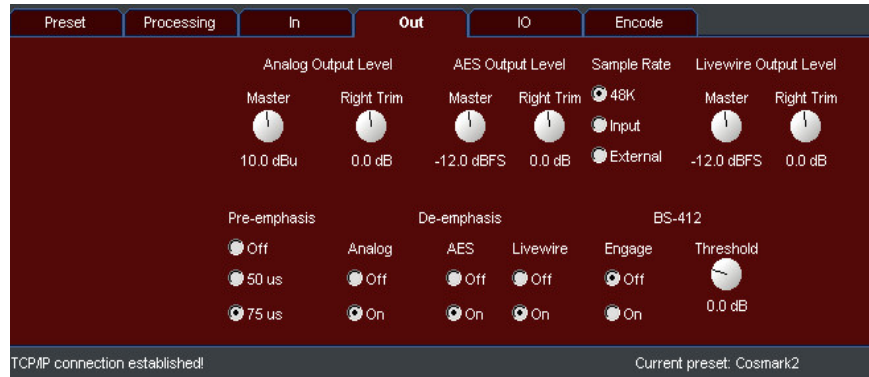 Preset Processing In Out IO Encode
Analog Output Level AES Output Level Sample Rate Livewire Output Level
Master Right Trim Master Right Trim 48K Master Right Trim
Input
10.0 dBu 0.0 dB -12.0 dBFS 0.0 dB External -12.0 dBFS 0.0 dB
Pre-emphasis De-emphasis BS-412
Off Analog AES Livewire Engage Threshold
50 us Off Off Off Off
75 us On On On On 0.0 dB
TCP/IP connection established! Current preset: Cosmark2